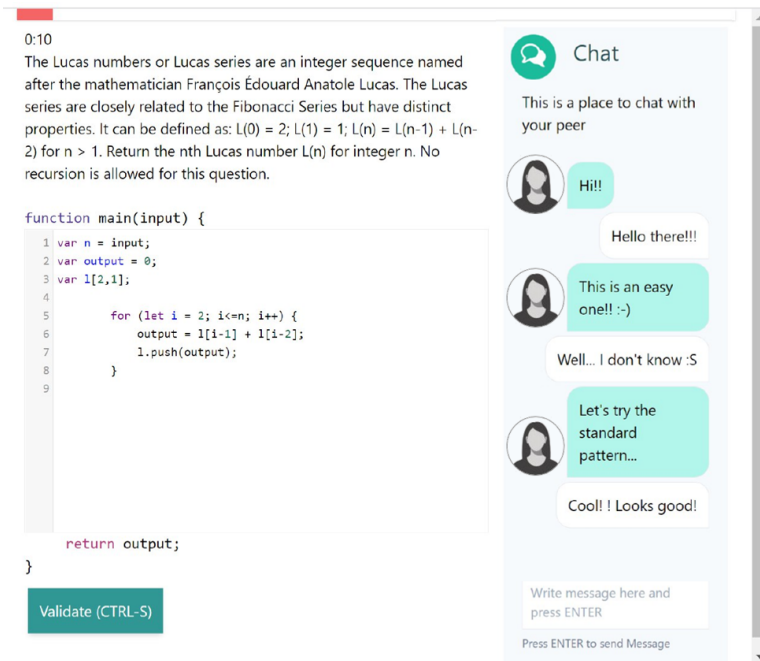 0:10
The Lucas numbers or Lucas series are an integer sequence named
after the mathematician François Édouard Anatole Lucas. The Lucas
series are closely related to the Fibonacci Series but have distinct
properties. It can be defined as: L(0) = 2; L(1) = 1; L(n) = L(n-1) + L(n-
2) for n > 1. Return the nth Lucas number L(n) for integer n. No
recursion is allowed for this question.
function main(input) {
1 var n = input;
2 var output = 0;
3 var l[2,1];
4
5 for (let i = 2; i<=n; i++) {
6 output = l[i-1] + l[i-2];
7 l.push(output);
8 }
9
return output;
}
Validate (CTRL-S)
Chat
This is a place to chat with
your peer
Hi!!
Hello there!!!
This is an easy
one!! :-)
Well... I don't know :S
Let's try the
standard
pattern...
Cool! ! Looks good!
Write message here and
press ENTER
Press ENTER to send Message